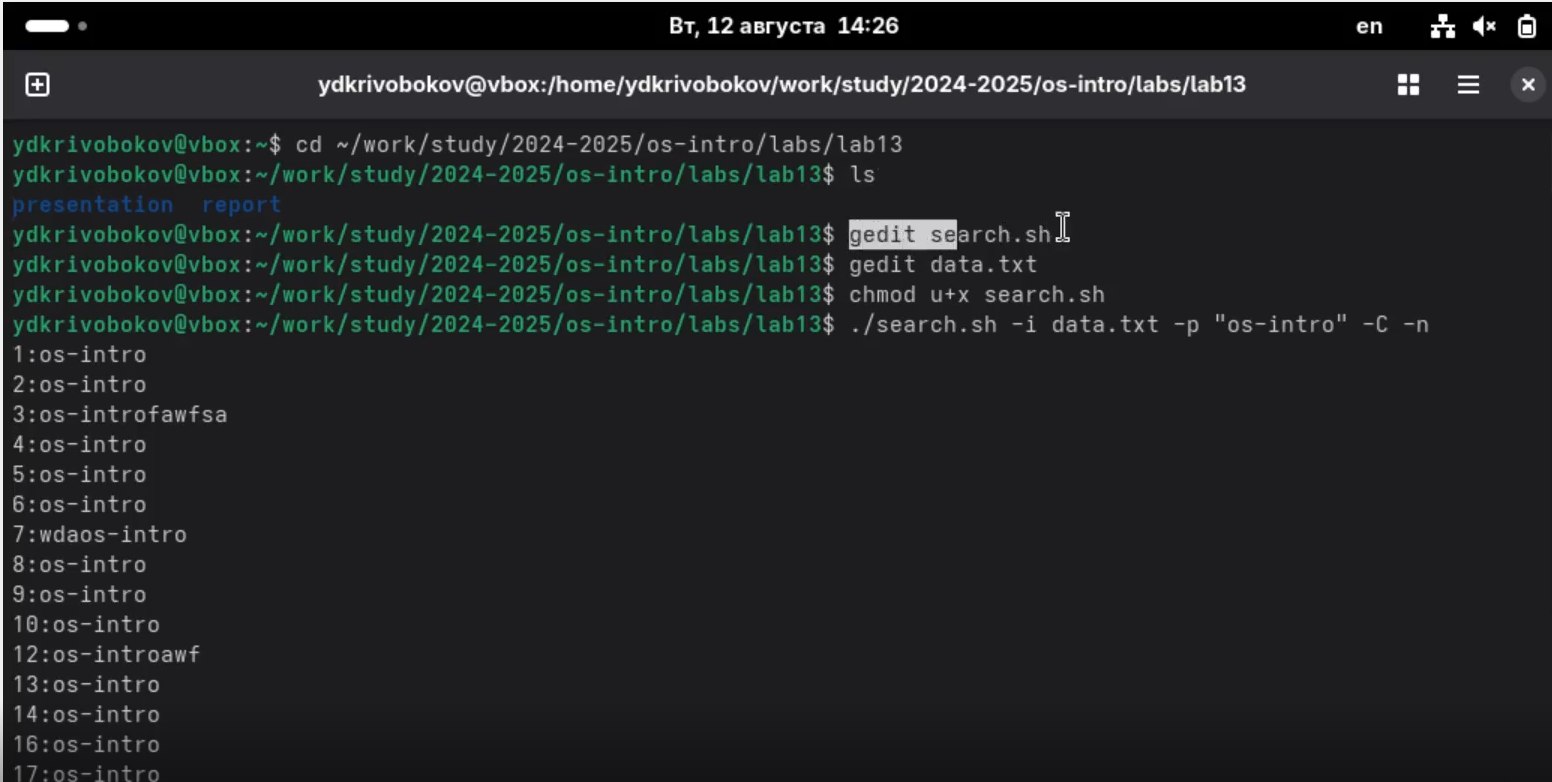 Вт, 12 августа 14:26
en
ydkrivobokov@vbox:/home/ydkrivobokov/work/study/2024-2025/os-intro/labs/lab13
ydkrivobokov@vbox:~$ cd ~/work/study/2024-2025/os-intro/labs/lab13
ydkrivobokov@vbox:~/work/study/2024-2025/os-intro/labs/lab13$ ls
presentation report
ydkrivobokov@vbox:~/work/study/2024-2025/os-intro/labs/lab13$ gedit search.sh
ydkrivobokov@vbox:~/work/study/2024-2025/os-intro/labs/lab13$ gedit data.txt
ydkrivobokov@vbox:~/work/study/2024-2025/os-intro/labs/lab13$ chmod u+x search.sh
ydkrivobokov@vbox:~/work/study/2024-2025/os-intro/labs/lab13$ ./search.sh -i data.txt -p "os-intro" -C -n
1:os-intro
2:os-intro
3:os-introfawfsa
4:os-intro
5:os-intro
6:os-intro
7:wdaos-intro
8:os-intro
9:os-intro
10:os-intro
12:os-introawf
13:os-intro
14:os-intro
16:os-intro
17:os-intro